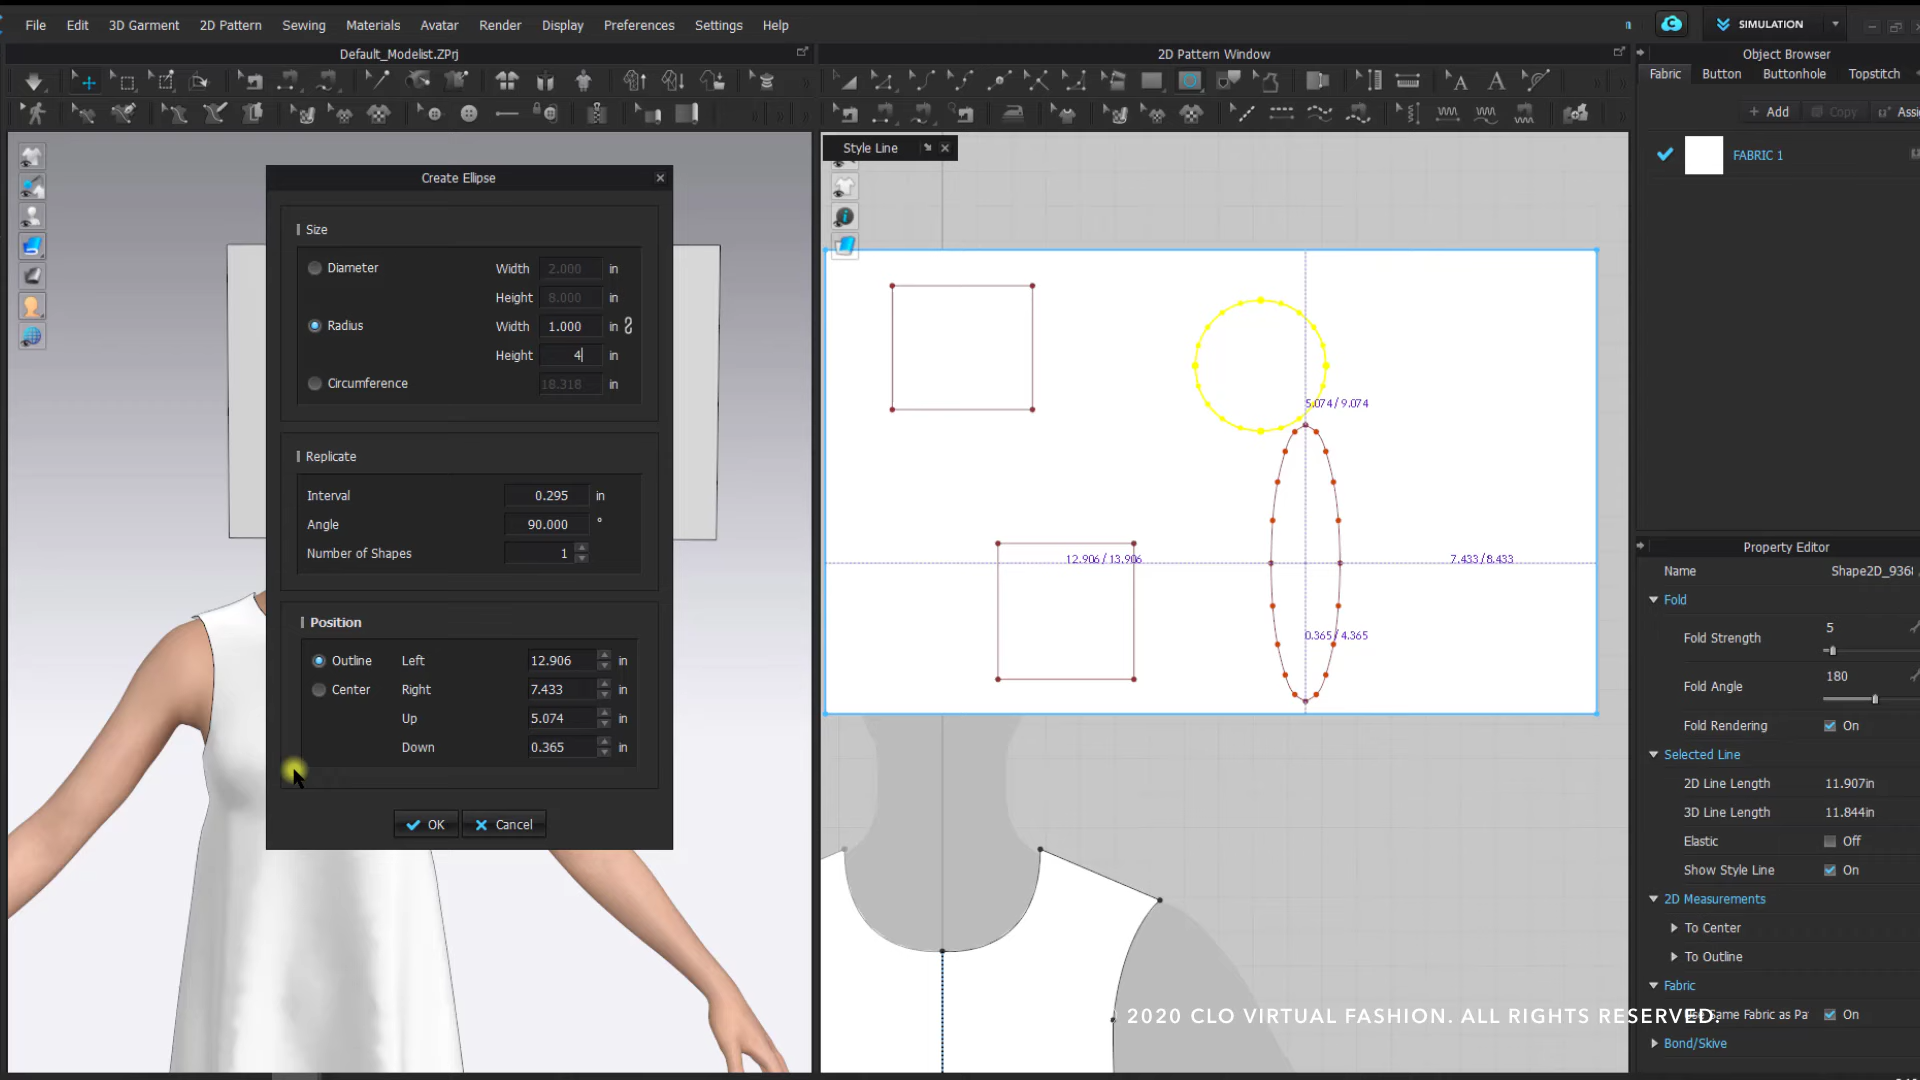 File Edit 3D Garment 2D Pattern Sewing Materials Avatar Render Display Preferences Settings Help
SIMULATION
Default_Modelist.ZPrj
2D Pattern Window
Object Browser
Fabric Button Buttonhole Topstitch
+ Add Copy
FABRIC 1
Style Line
Create Ellipse
Size
Diameter Width 2.000 in
Height 8.000 in
Radius Width 1.000 in
Height 4 in
Circumference 18.318 in
Replicate
Interval 0.295 in
Angle 90.000 °
Number of Shapes 1
Position
Outline Left 12.906 in
Center Right 7.433 in
Up 5.074 in
Down 0.365 in
OK Cancel
5.074 / 9.074
12.906 / 13.906
7.433 / 8.433
0.365 / 4.365
Property Editor
Name Shape2D_936
Fold
Fold Strength 5
Fold Angle 180
Fold Rendering On
Selected Line
2D Line Length 11.907in
3D Line Length 11.844in
Elastic Off
Show Style Line On
2D Measurements
To Center
To Outline
Fabric
Same Fabric as Pa On
Bond/Skive
2020 CLO VIRTUAL FASHION. ALL RIGHTS RESERVED.